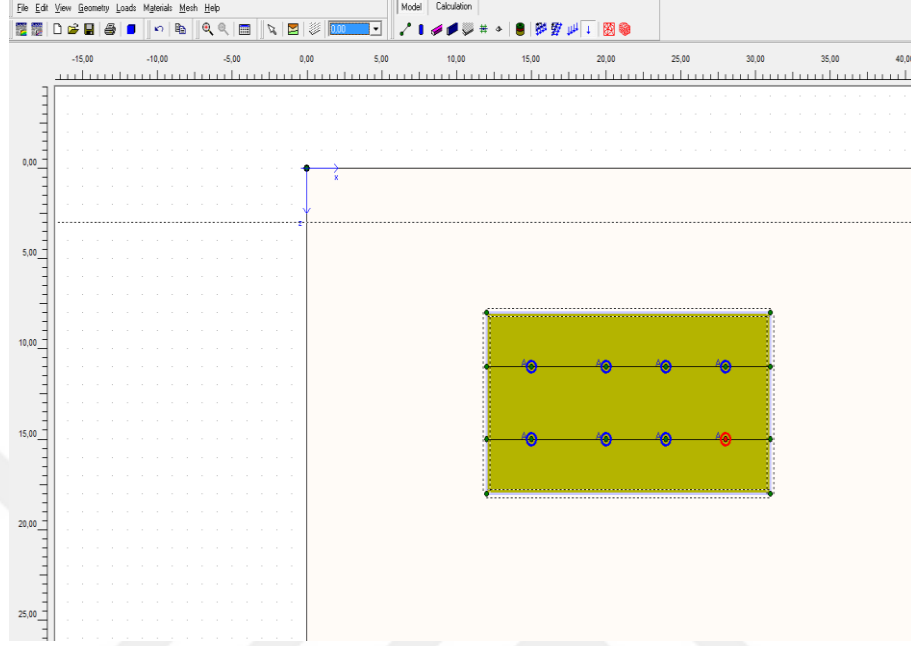 File Edit View Geometry Loads Materials Mesh Help
Model Calculation
0.00
-15,00 -10,00 -5,00 0,00 5,00 10,00 15,00 20,00 25,00 30,00 35,00 40,00
0,00
x
z
5,00
10,00
A A A A
15,00
A A A A
20,00
25,00